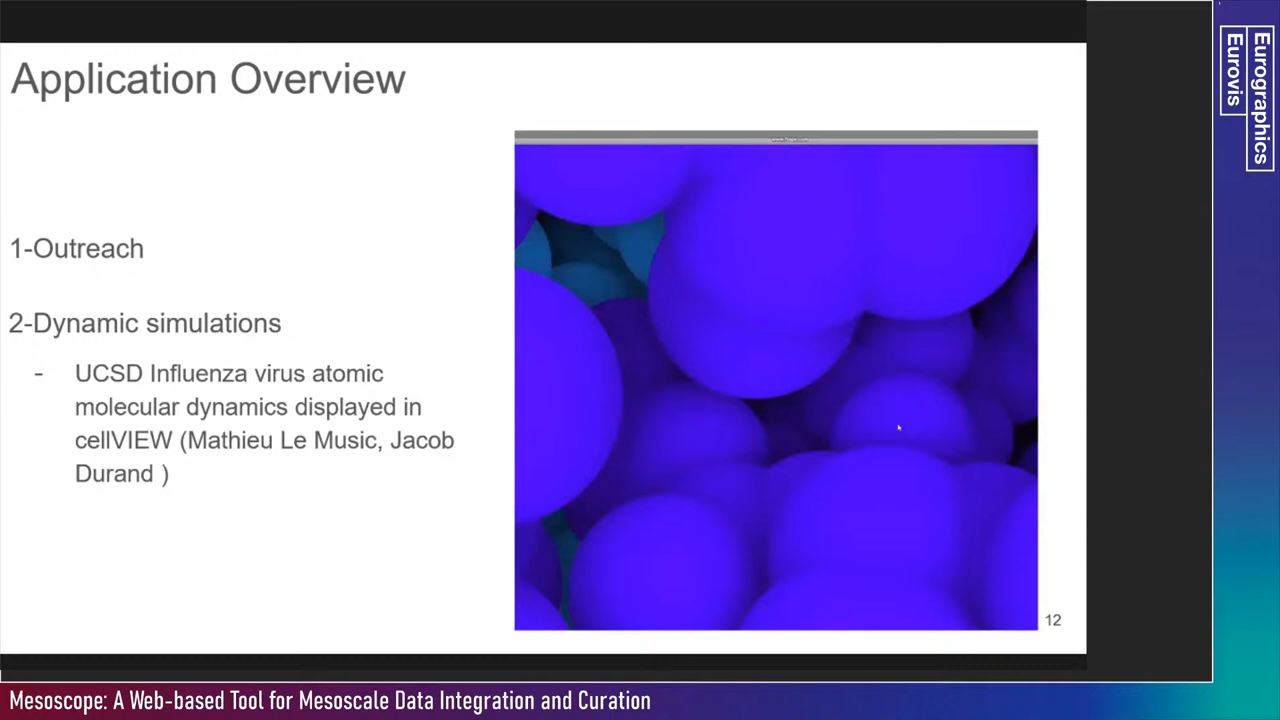 Application Overview
1-Outreach
2-Dynamic simulations
- UCSD Influenza virus atomic
molecular dynamics displayed in
cellVIEW (Mathieu Le Music, Jacob
Durand )
12
Eurographics
Eurovis
Mesoscope: A Web-based Tool for Mesoscale Data Integration and Curation